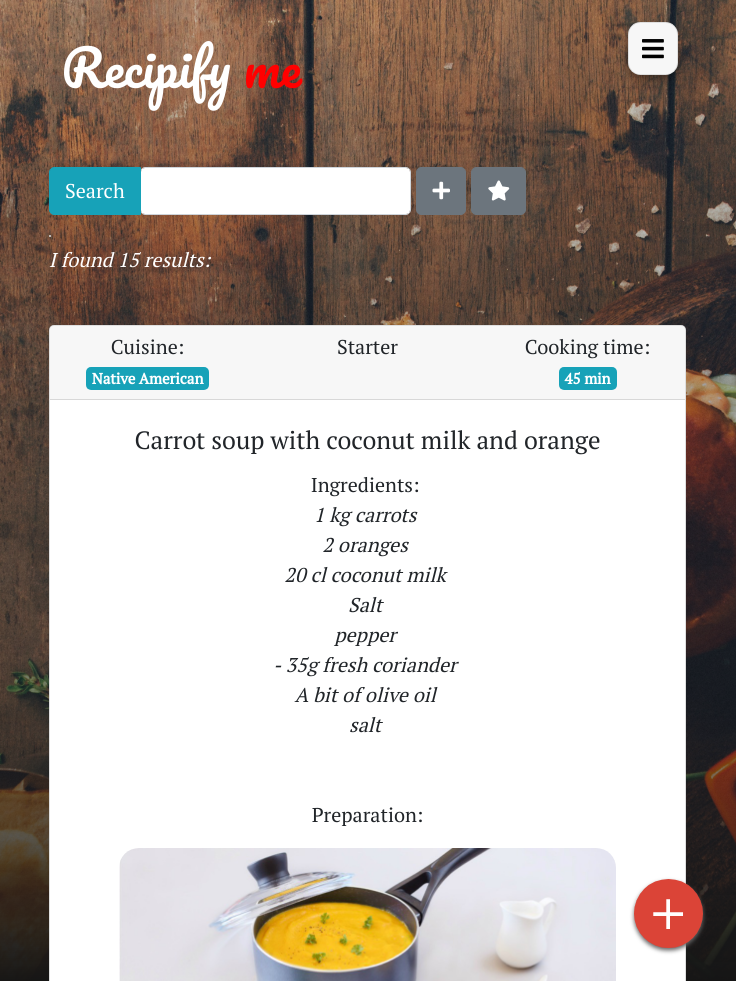 Recipify me
Search
I found 15 results:
Cuisine: Starter Cooking time:
Native American 45 min
Carrot soup with coconut milk and orange
Ingredients:
1 kg carrots
2 oranges
20 cl coconut milk
Salt
pepper
- 35g fresh coriander
A bit of olive oil
salt
Preparation: